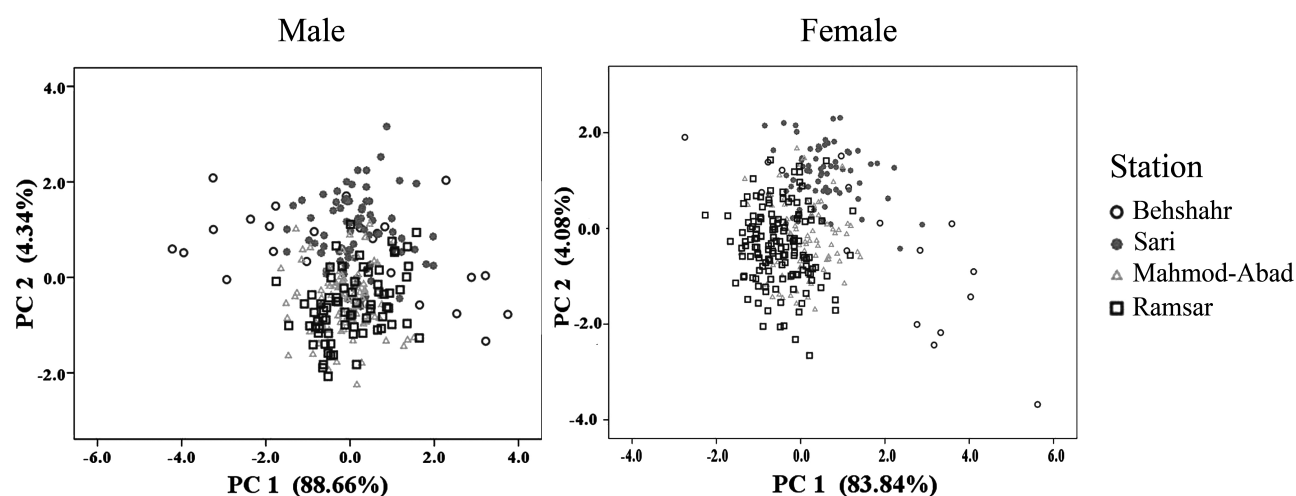 Male
Female
4.0
2.0
0.0
-2.0
PC 2 (4.34%)
-6.0 -4.0 -2.0 0.0 2.0 4.0
PC 1 (88.66%)
2.0
0.0
-2.0
-4.0
PC 2 (4.08%)
-4.0 -2.0 0.0 2.0 4.0 6.0
PC 1 (83.84%)
Station
Behshahr
Sari
Mahmod-Abad
Ramsar